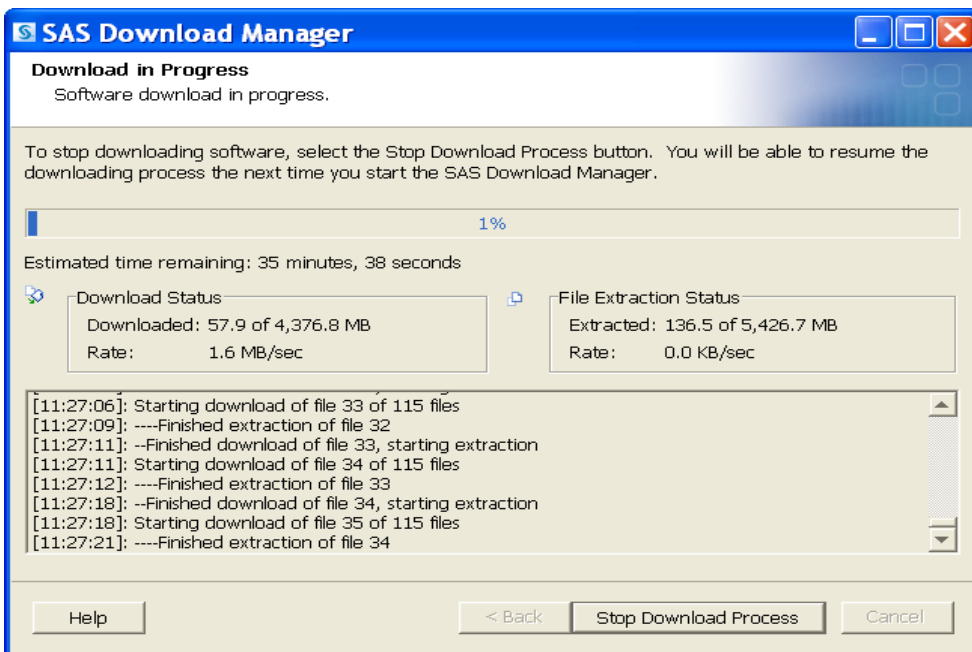 SAS Download Manager
Download in Progress
Software download in progress.
To stop downloading software, select the Stop Download Process button. You will be able to resume the
downloading process the next time you start the SAS Download Manager.
1%
Estimated time remaining: 35 minutes, 38 seconds
Download Status
Downloaded: 57.9 of 4,376.8 MB
Rate: 1.6 MB/sec
File Extraction Status
Extracted: 136.5 of 5,426.7 MB
Rate: 0.0 KB/sec
[11:27:06]: Starting download of file 33 of 115 files
[11:27:09]: ----Finished extraction of file 32
[11:27:11]: --Finished download of file 33, starting extraction
[11:27:11]: Starting download of file 34 of 115 files
[11:27:12]: ----Finished extraction of file 33
[11:27:18]: --Finished download of file 34, starting extraction
[11:27:18]: Starting download of file 35 of 115 files
[11:27:21]: ----Finished extraction of file 34
Help
< Back
Stop Download Process
Cancel